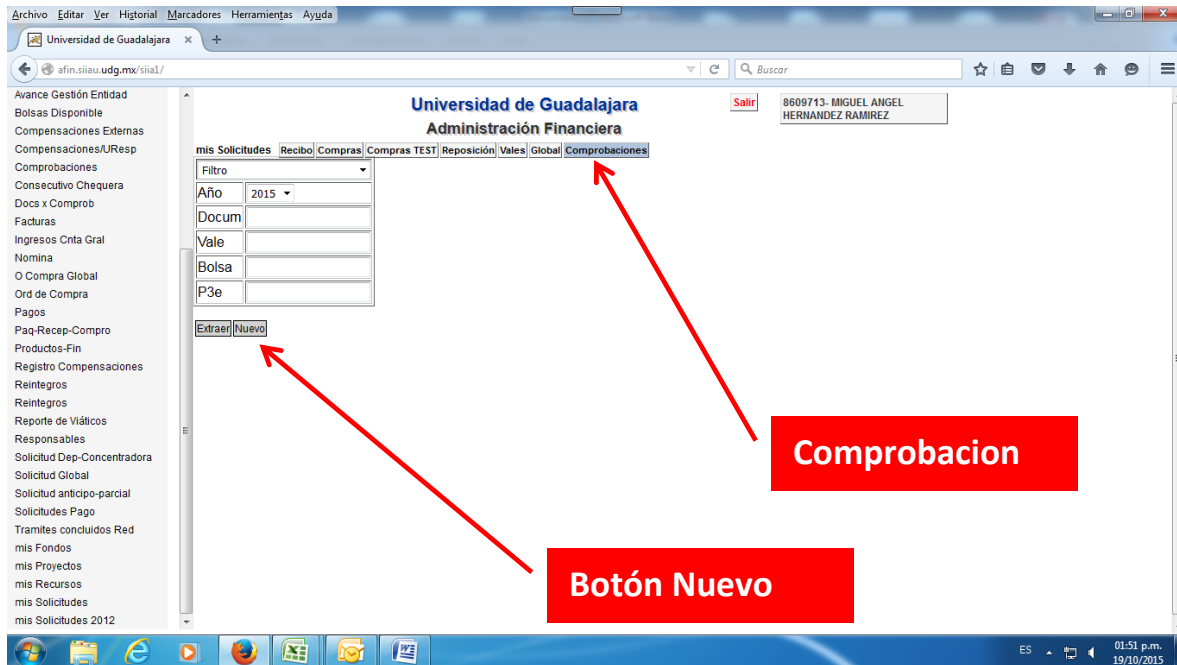 Archivo Editar Ver Historial Marcadores Herramientas Ayuda
Universidad de Guadalajara × +
afin.siiau.udg.mx/siial/
Buscar
Avance Gestión Entidad
Bolsas Disponible
Compensaciones Externas
Compensaciones/UResp
Comprobaciones
Consecutivo Chequera
Docs x Comprob
Facturas
Ingresos Cnta Gral
Nomina
O Compra Global
Ord de Compra
Pagos
Paq-Recep-Compro
Productos-Fin
Registro Compensaciones
Reintegros
Reintegros
Reporte de Viáticos
Responsables
Solicitud Dep-Concentradora
Solicitud Global
Solicitud anticipo-parcial
Solicitudes Pago
Tramites concluidos Red
mis Fondos
mis Proyectos
mis Recursos
mis Solicitudes
mis Solicitudes 2012
Universidad de Guadalajara
Administración Financiera
Salir
8609713- MIGUEL ANGEL
HERNANDEZ RAMIREZ
mis Solicitudes Recibo Compras Compras TEST Reposición Vales Global Comprobaciones
Filtro
Año 2015
Docum
Vale
Bolsa
P3e
Extraer Nuevo
Comprobacion
Botón Nuevo
ES
01:51 p.m.
19/10/2015